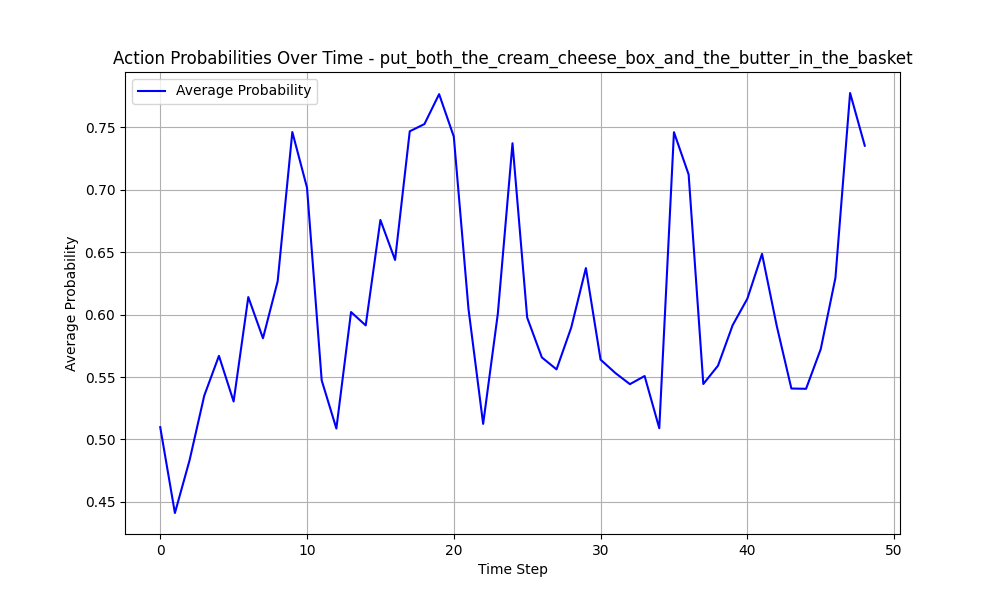 Action Probabilities Over Time - put_both_the_cream_cheese_box_and_the_butter_in_the_basket
Average Probability
0.75
0.70
0.65
0.60
0.55
0.50
0.45
Average Probability
0 10 20 30 40 50
Time Step